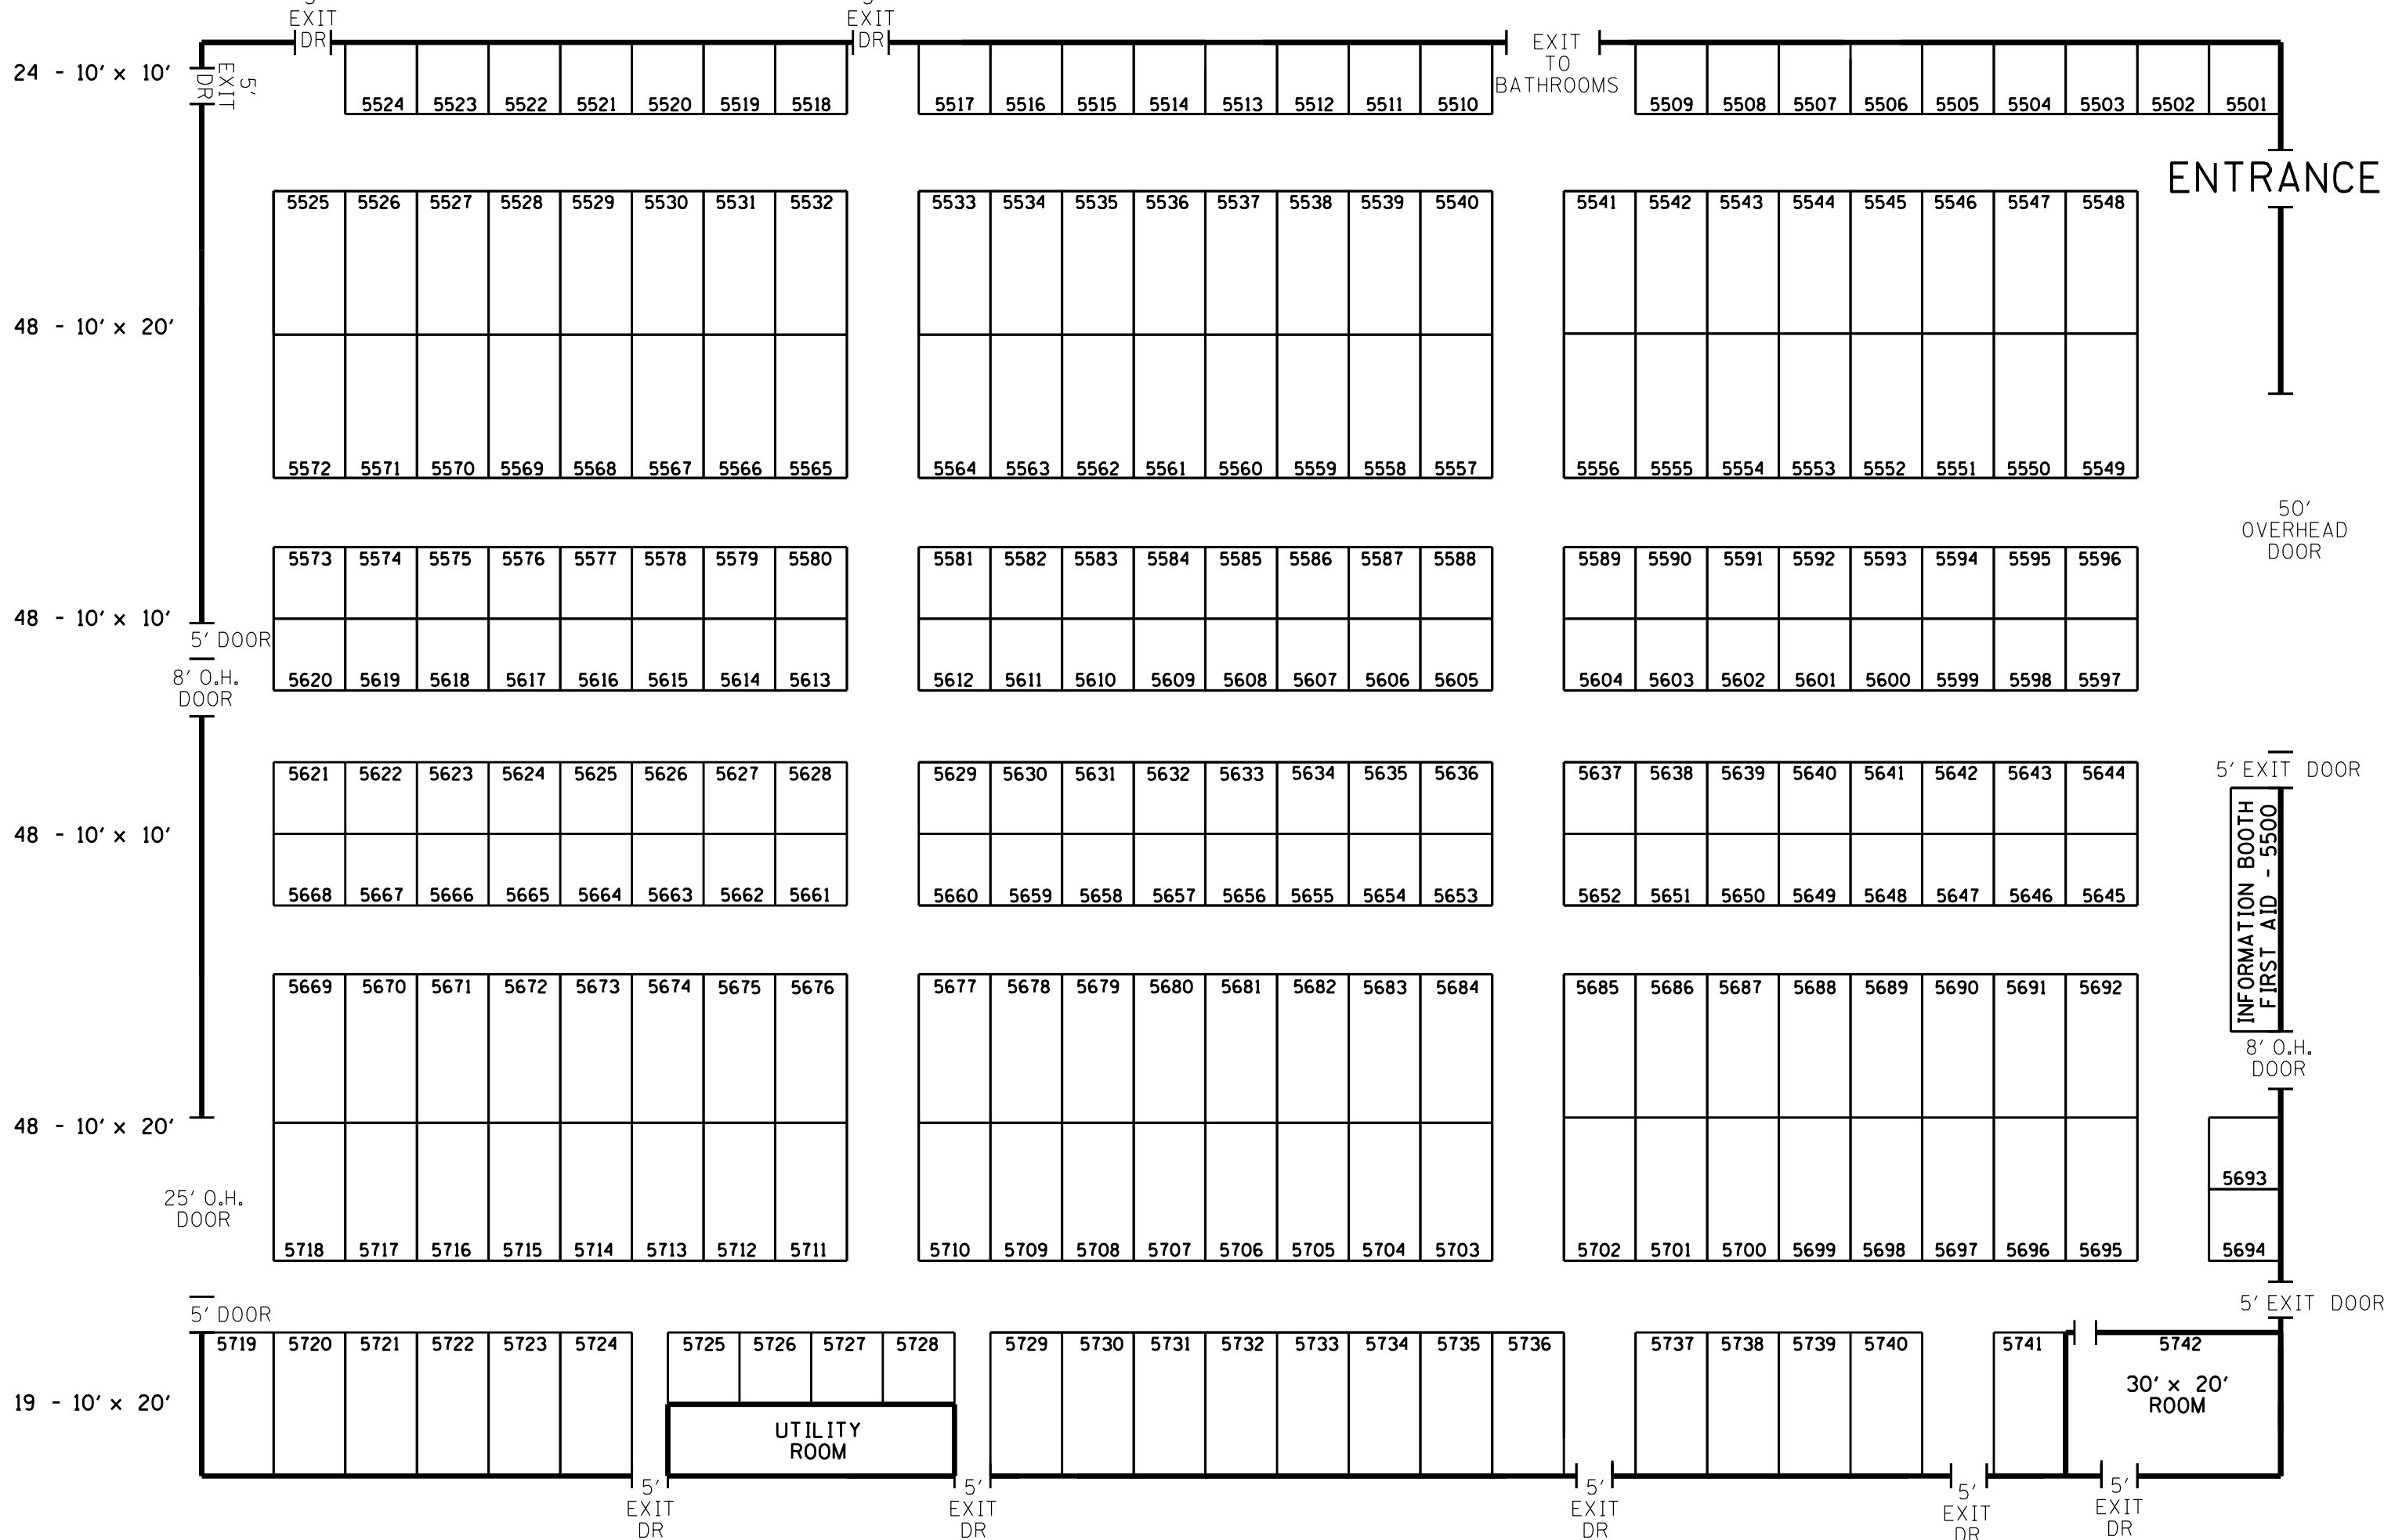 EXIT
DR
EXIT
DR
EXIT
TO
BATHROOMS
24 - 10' x 10'
5'
EXIT
DR
5524 5523 5522 5521 5520 5519 5518 5517 5516 5515 5514 5513 5512 5511 5510 5509 5508 5507 5506 5505 5504 5503 5502 5501
ENTRANCE
5525 5526 5527 5528 5529 5530 5531 5532 5533 5534 5535 5536 5537 5538 5539 5540 5541 5542 5543 5544 5545 5546 5547 5548
48 - 10' x 20'
5572 5571 5570 5569 5568 5567 5566 5565 5564 5563 5562 5561 5560 5559 5558 5557 5556 5555 5554 5553 5552 5551 5550 5549
50'
OVERHEAD
DOOR
5573 5574 5575 5576 5577 5578 5579 5580 5581 5582 5583 5584 5585 5586 5587 5588 5589 5590 5591 5592 5593 5594 5595 5596
48 - 10' x 10'
5' DOOR
8' O.H.
DOOR
5620 5619 5618 5617 5616 5615 5614 5613 5612 5611 5610 5609 5608 5607 5606 5605 5604 5603 5602 5601 5600 5599 5598 5597
5' EXIT DOOR
5621 5622 5623 5624 5625 5626 5627 5628 5629 5630 5631 5632 5633 5634 5635 5636 5637 5638 5639 5640 5641 5642 5643 5644
48 - 10' x 10'
5668 5667 5666 5665 5664 5663 5662 5661 5660 5659 5658 5657 5656 5655 5654 5653 5652 5651 5650 5649 5648 5647 5646 5645
INFORMATION BOOTH
FIRST AID - 5500
5669 5670 5671 5672 5673 5674 5675 5676 5677 5678 5679 5680 5681 5682 5683 5684 5685 5686 5687 5688 5689 5690 5691 5692
8' O.H.
DOOR
48 - 10' x 20'
5693
25' O.H.
DOOR
5718 5717 5716 5715 5714 5713 5712 5711 5710 5709 5708 5707 5706 5705 5704 5703 5702 5701 5700 5699 5698 5697 5696 5695 5694
5' DOOR
5' EXIT DOOR
5719 5720 5721 5722 5723 5724 5725 5726 5727 5728 5729 5730 5731 5732 5733 5734 5735 5736 5737 5738 5739 5740 5741 5742
19 - 10' x 20'
30' x 20'
ROOM
UTILITY
ROOM
5'
EXIT
DR
5'
EXIT
DR
5'
EXIT
DR
5'
EXIT
DR
5'
EXIT
DR